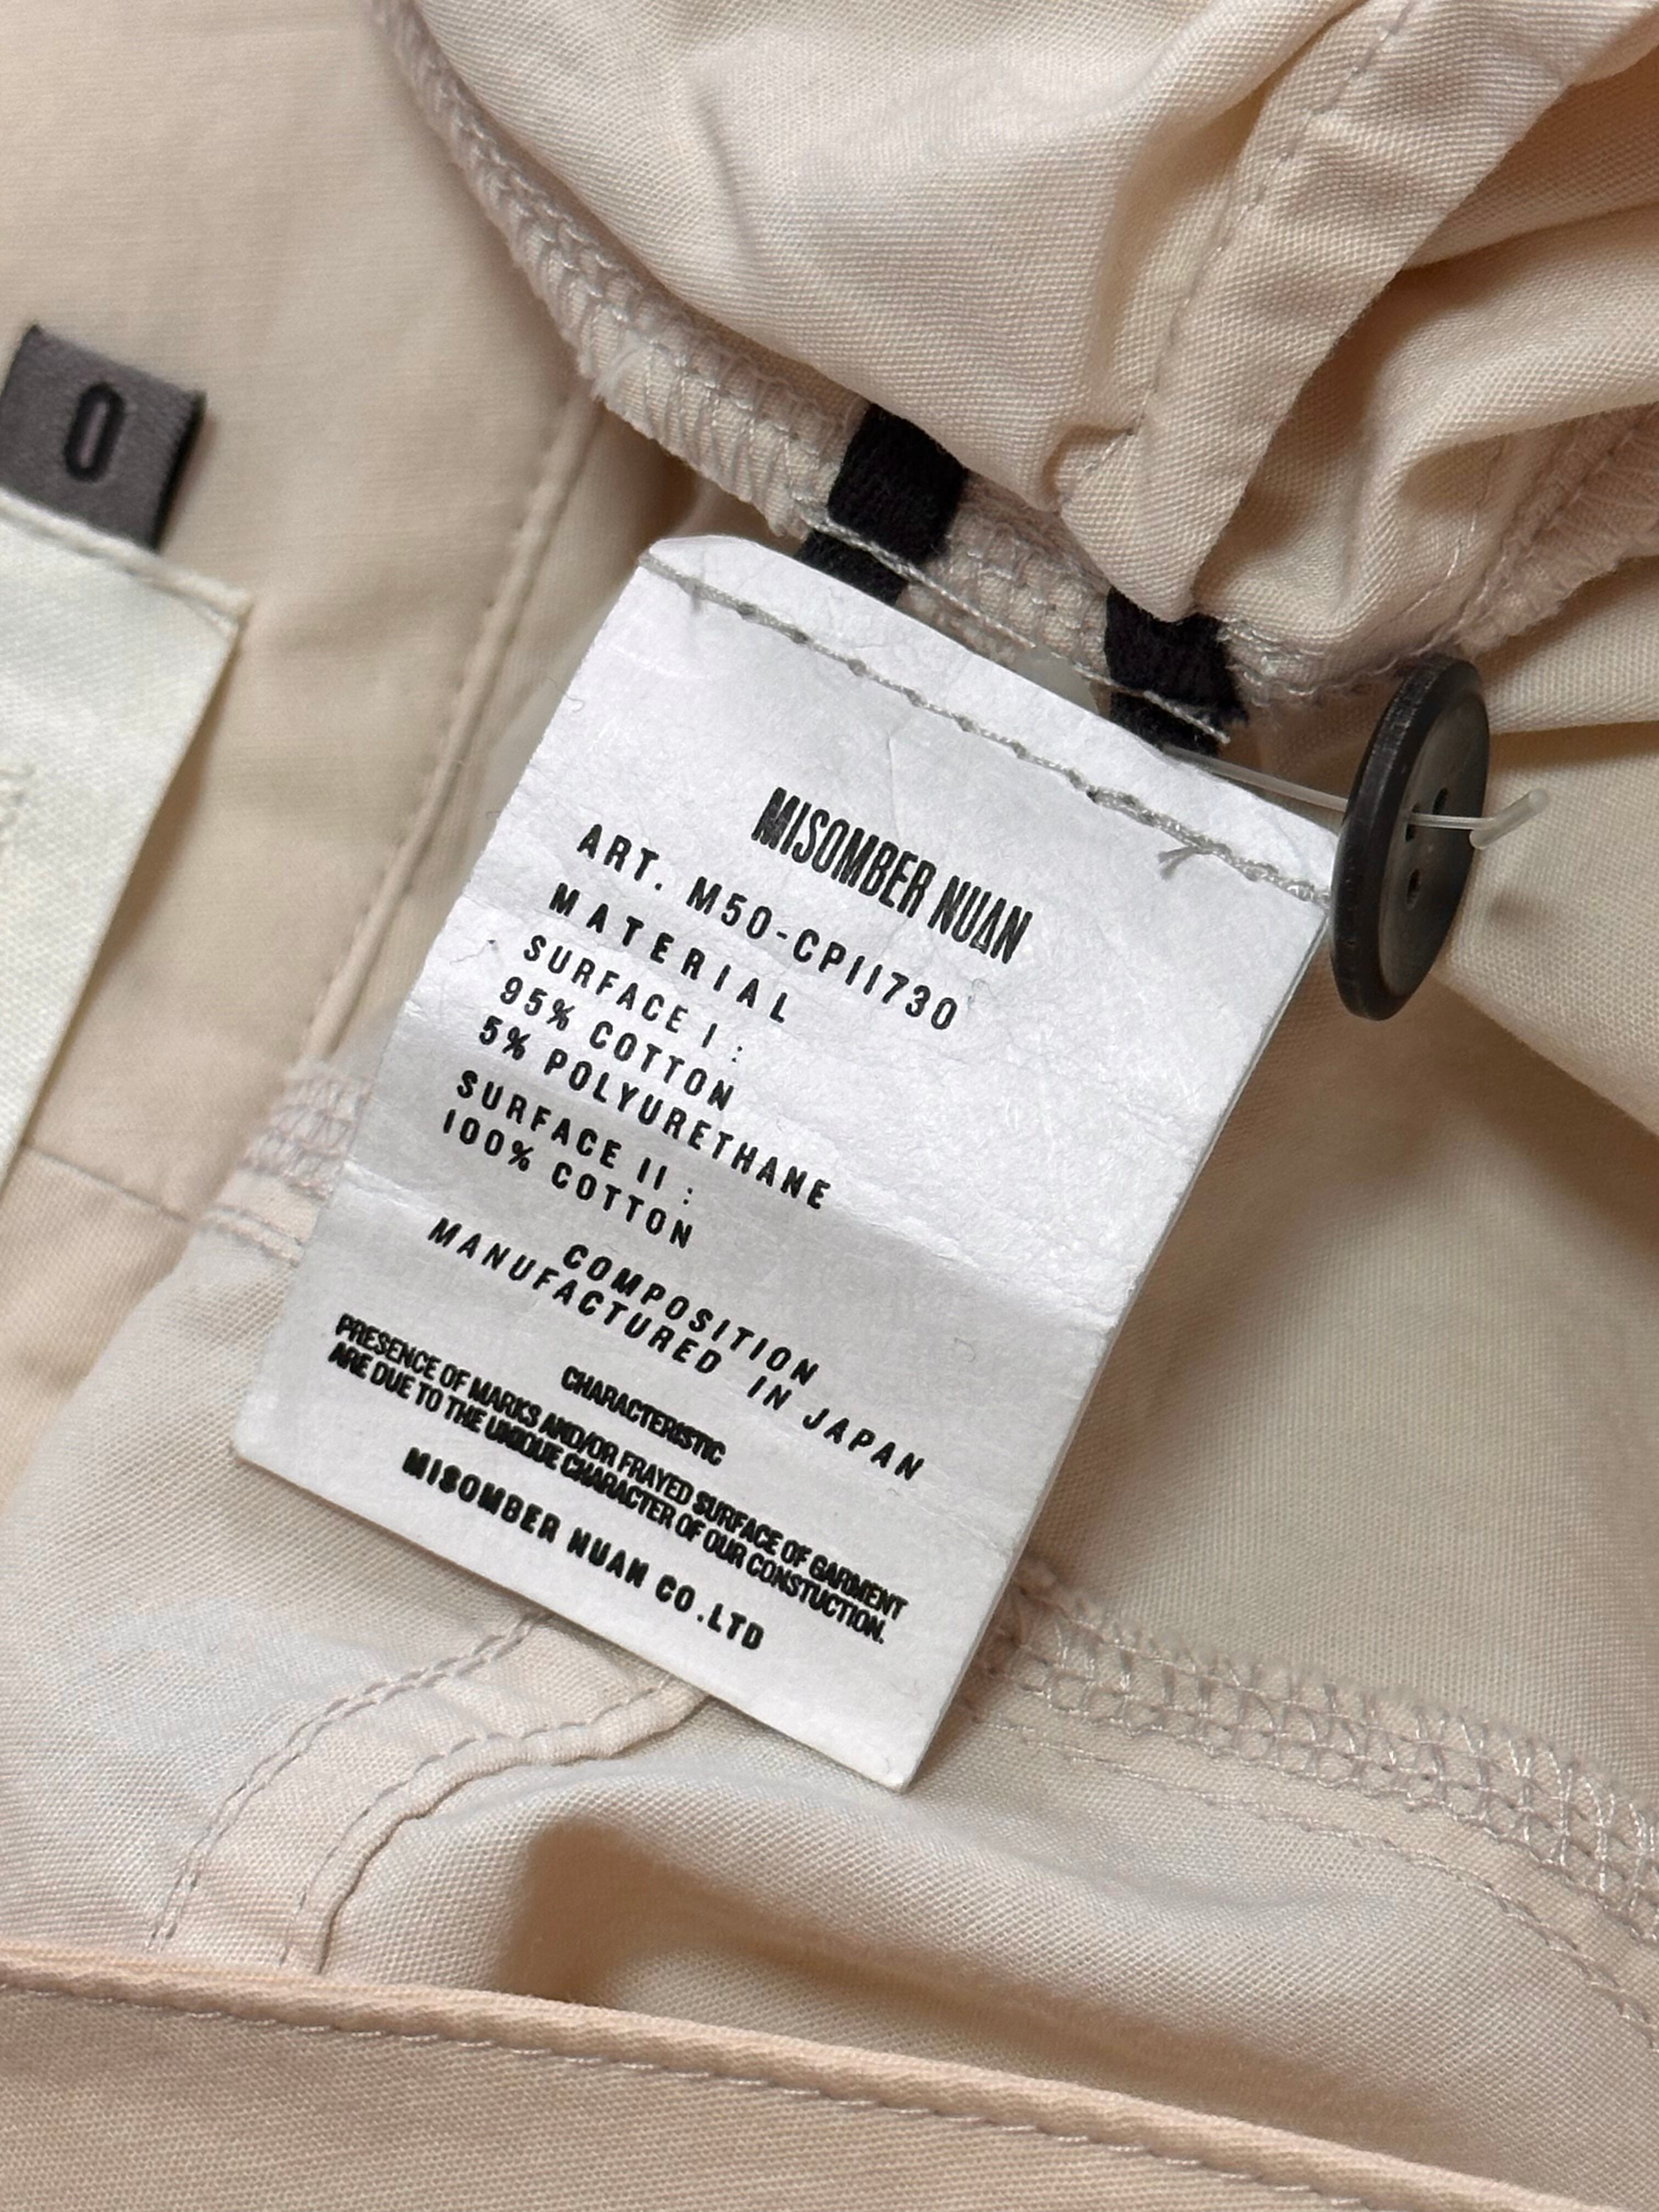 0
MISOMBER NUAN
ART. M50-CP11730
MATERIAL
SURFACE I :
95% COTTON
5% POLYURETHANE
SURFACE II :
100% COTTON
COMPOSITION
MANUFACTURED IN JAPAN
CHARACTERISTIC
PRESENCE OF MARKS AND/OR FRAYED SURFACE OF GARMENT
ARE DUE TO THE UNIQUE CHARACTER OF OUR CONSTUCTION.
MISOMBER NUAN CO.LTD